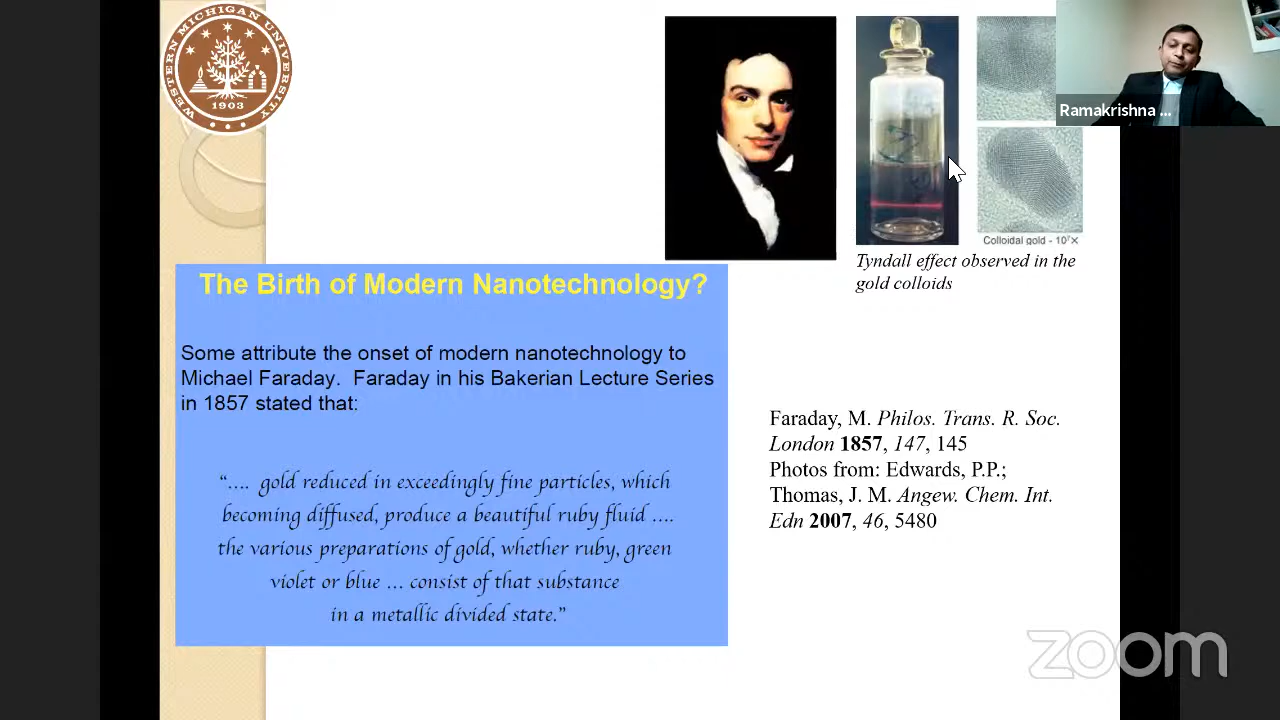 WESTERN MICHIGAN UNIVERSITY
1903
Ramakrishna ...
Colloidal gold - 10⁷×
Tyndall effect observed in the
gold colloids
The Birth of Modern Nanotechnology?
Some attribute the onset of modern nanotechnology to
Michael Faraday. Faraday in his Bakerian Lecture Series
in 1857 stated that:
“…. gold reduced in exceedingly fine particles, which
becoming diffused, produce a beautiful ruby fluid ….
the various preparations of gold, whether ruby, green
violet or blue … consist of that substance
in a metallic divided state.”
Faraday, M. Philos. Trans. R. Soc.
London 1857, 147, 145
Photos from: Edwards, P.P.;
Thomas, J. M. Angew. Chem. Int.
Edn 2007, 46, 5480
zoom